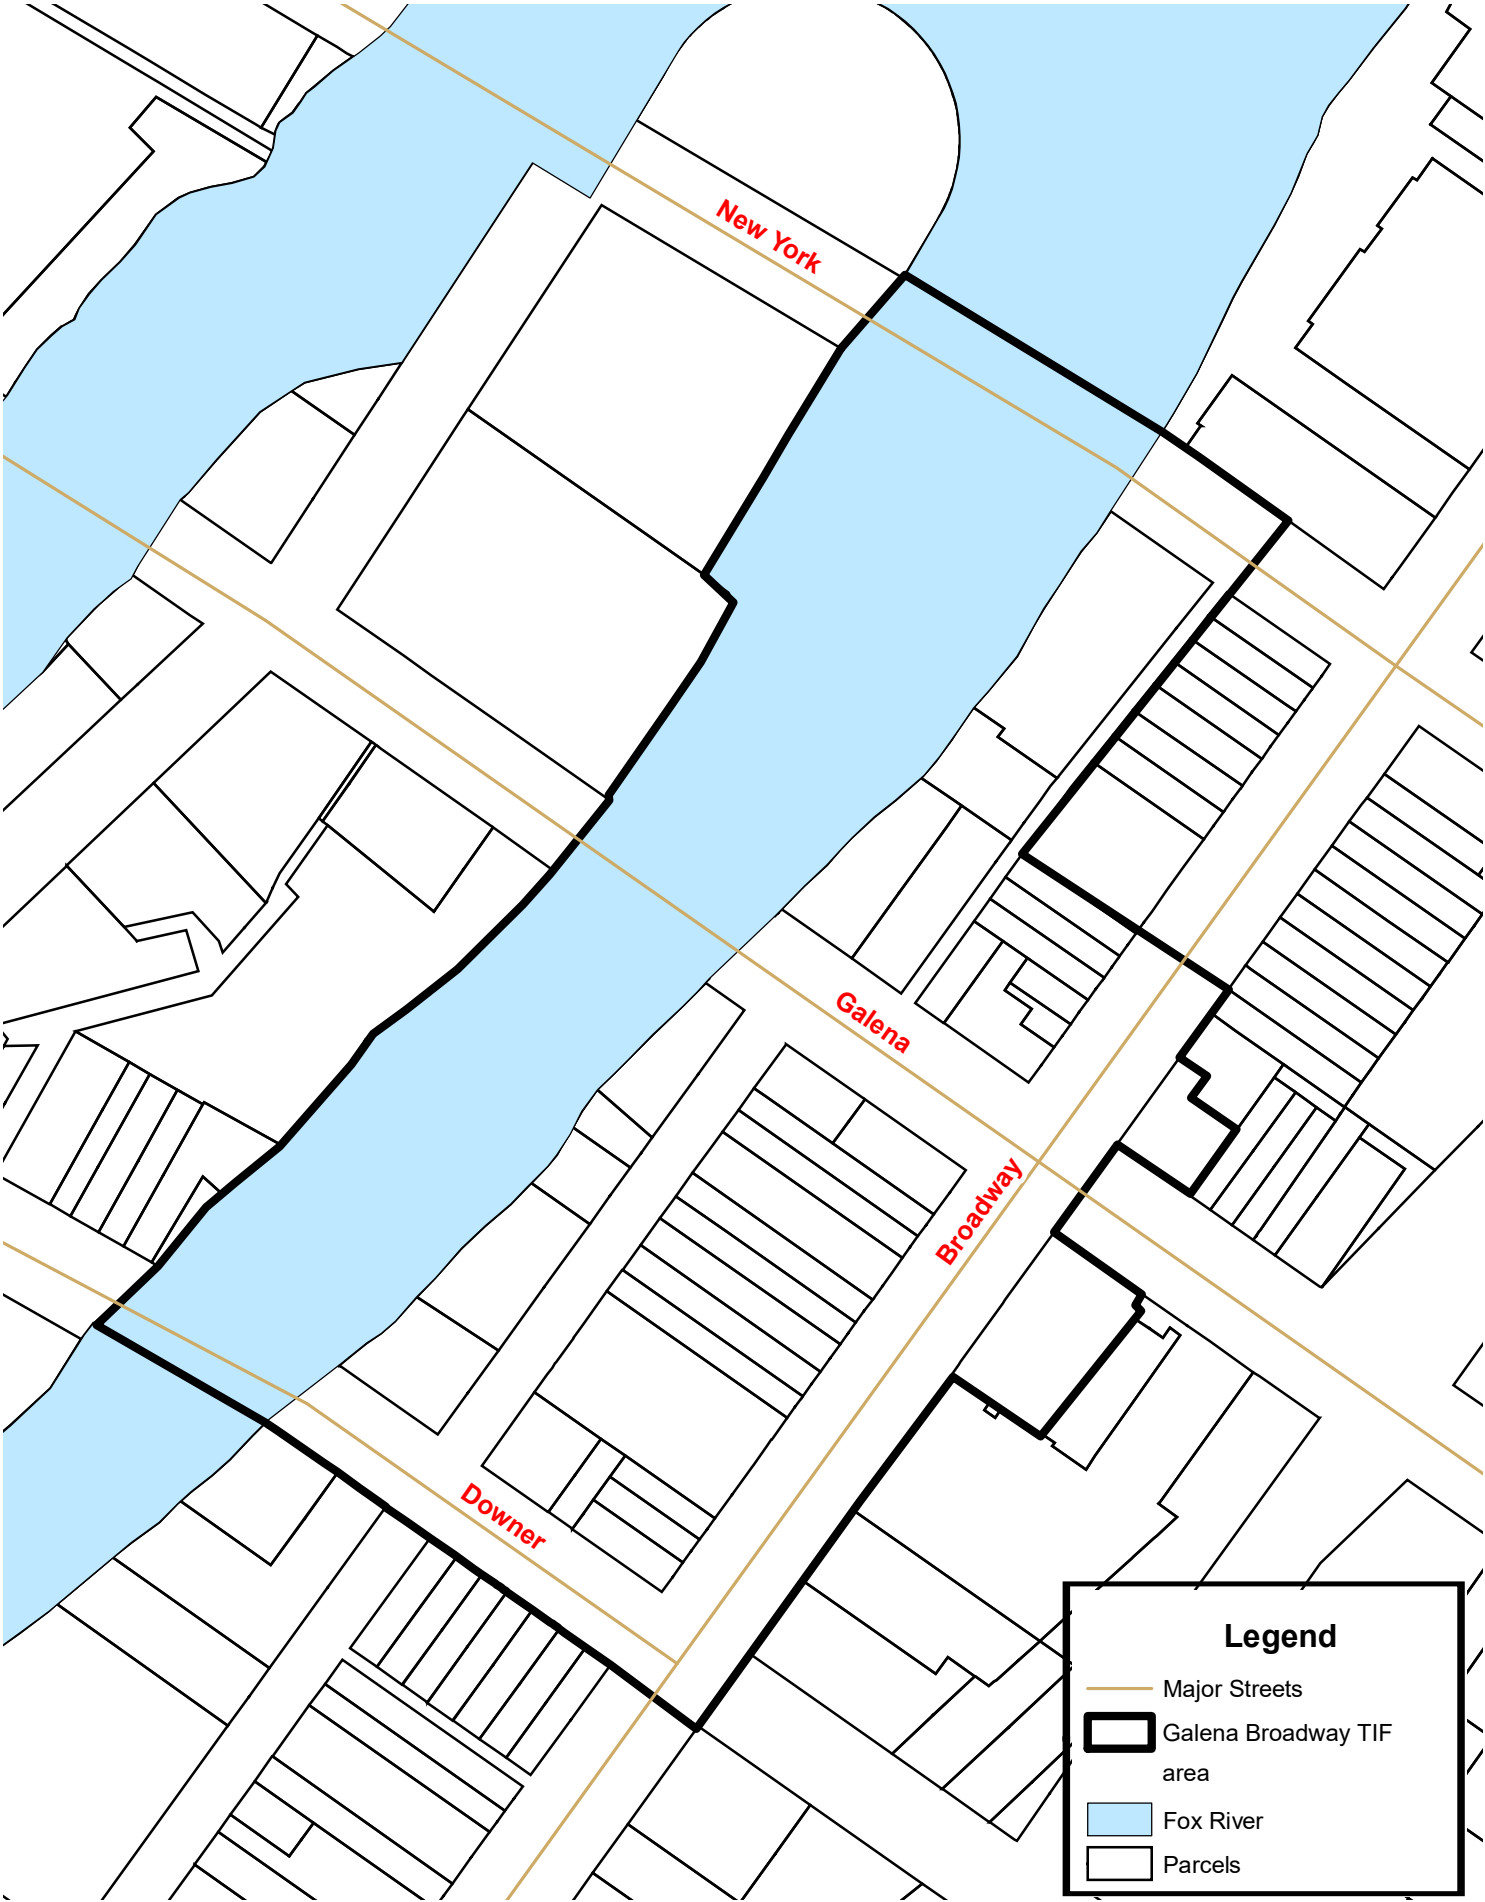 New York
Galena
Broadway
Downer
Legend
Major Streets
Galena Broadway TIF
area
Fox River
Parcels